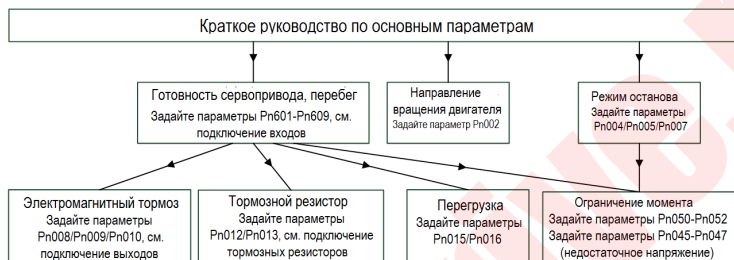 Краткое руководство по основным параметрам
Готовность сервопривода, перебег
Задайте параметры Pn601-Pn609, см.
подключение входов
Направление
вращения двигателя
Задайте параметр Pn002
Режим останова
Задайте параметры
Pn004/Pn005/Pn007
Электромагнитный тормоз
Задайте параметры
Pn008/Pn009/Pn010, см.
подключение выходов
Тормозной резистор
Задайте параметры
Pn012/Pn013, см. подключение
тормозных резисторов
Перегрузка
Задайте параметры
Pn015/Pn016
Ограничение момента
Задайте параметры Pn050-Pn052
Задайте параметры Pn045-Pn047
(недостаточное напряжение)